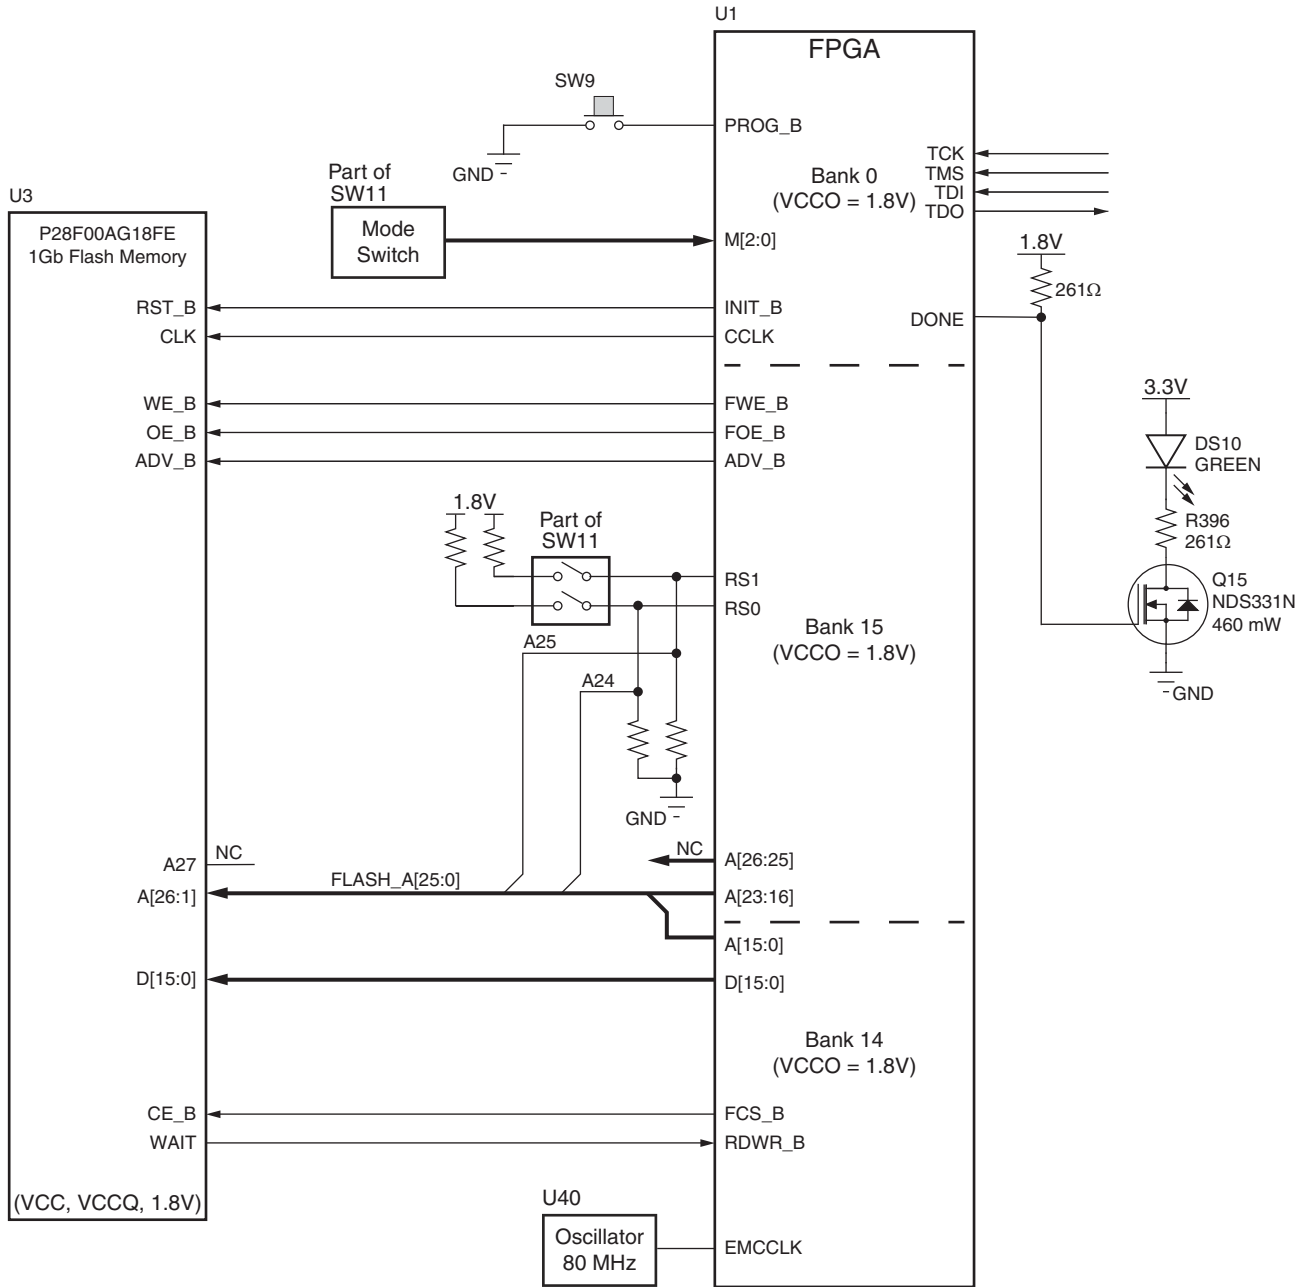 U1
FPGA
SW9
PROG_B
GND
Bank 0
(VCCO = 1.8V)
TCK
TMS
TDI
TDO
Part of
SW11
Mode
Switch
M[2:0]
U3
P28F00AG18FE
1Gb Flash Memory
1.8V
261Ω
RST_B
INIT_B
DONE
CLK
CCLK
WE_B
FWE_B
OE_B
FOE_B
ADV_B
ADV_B
3.3V
DS10
GREEN
R396
261Ω
Q15
NDS331N
460 mW
GND
1.8V
Part of
SW11
RS1
RS0
A25
A24
Bank 15
(VCCO = 1.8V)
GND
A27
NC
NC
A[26:25]
A[26:1]
FLASH_A[25:0]
A[23:16]
A[15:0]
D[15:0]
D[15:0]
Bank 14
(VCCO = 1.8V)
CE_B
FCS_B
WAIT
RDWR_B
(VCC, VCCQ, 1.8V)
U40
Oscillator
80 MHz
EMCCLK